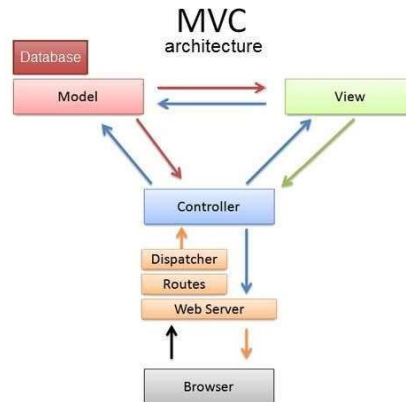 MVC
architecture
Database
Model
View
Controller
Dispatcher
Routes
Web Server
Browser